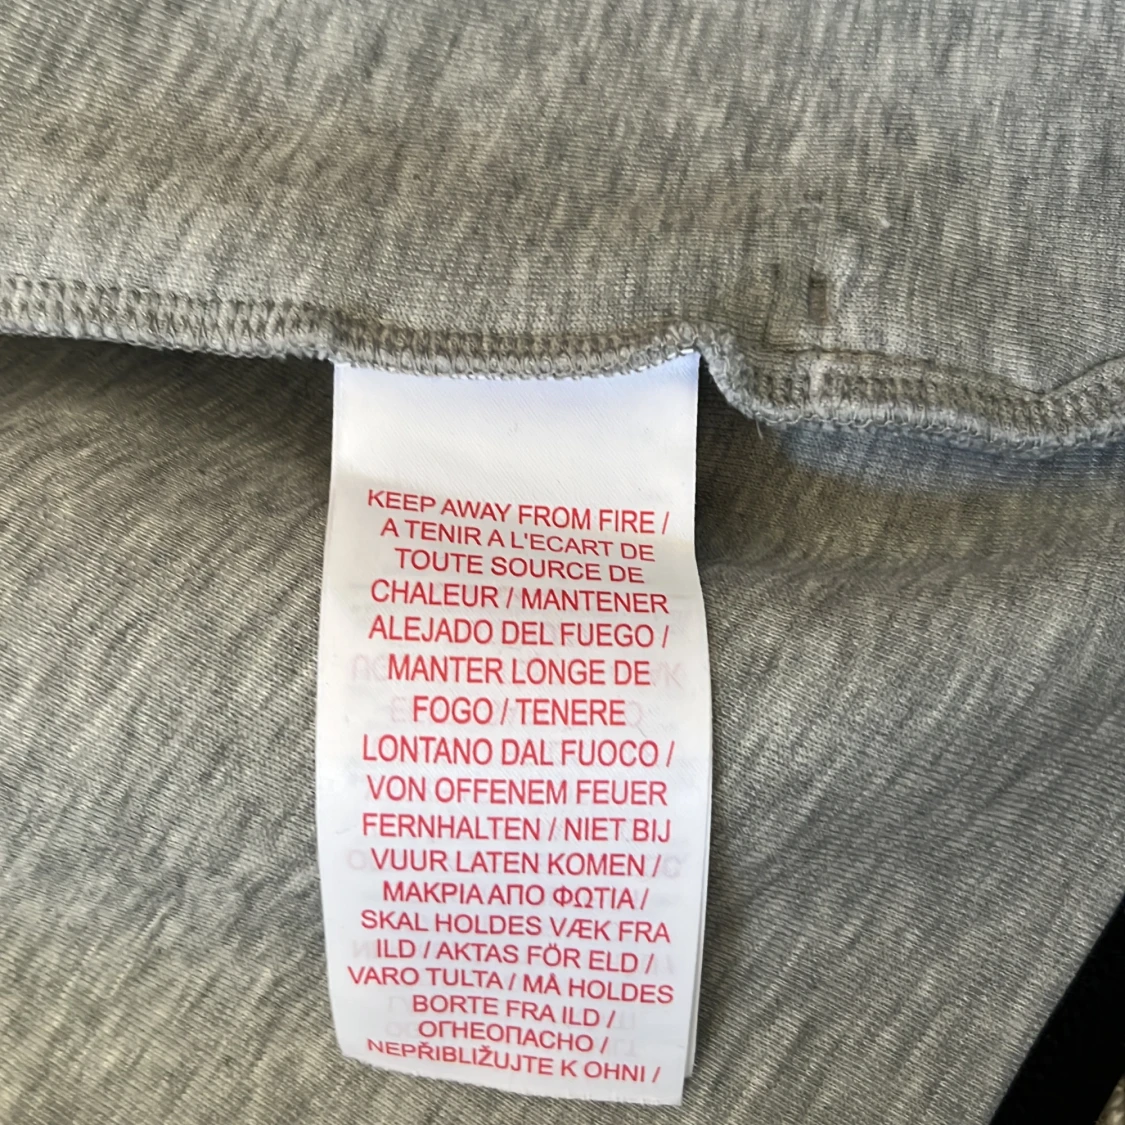 KEEP AWAY FROM FIRE /
A TENIR A L'ECART DE
TOUTE SOURCE DE
CHALEUR / MANTENER
ALEJADO DEL FUEGO /
MANTER LONGE DE
FOGO / TENERE
LONTANO DAL FUOCO /
VON OFFENEM FEUER
FERNHALTEN / NIET BIJ
VUUR LATEN KOMEN /
ΜΑΚΡΙΑ ΑΠΟ ΦΩΤΙΑ /
SKAL HOLDES VÆK FRA
ILD / AKTAS FÖR ELD /
VARO TULTA / MÅ HOLDES
BORTE FRA ILD /
ОГНЕОПАСНО /
NEPŘIBLIŽUJTE K OHNI /